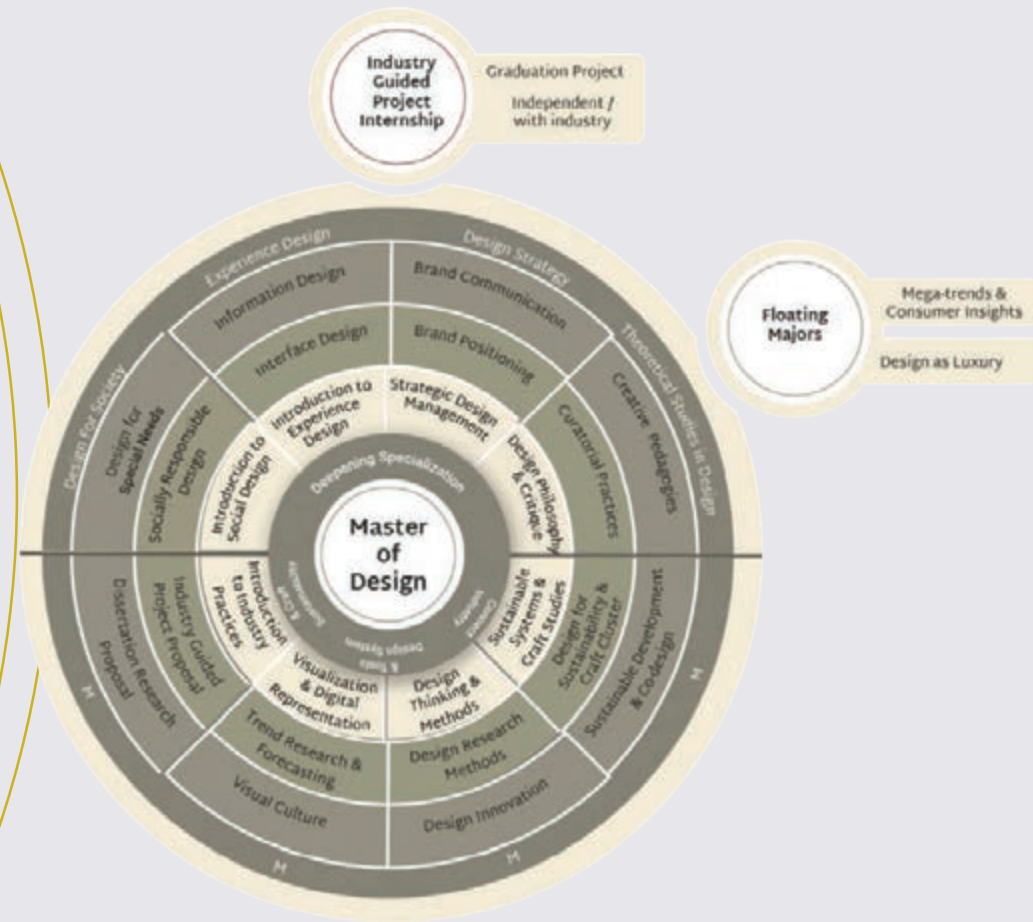 Industry
Guided
Project
Internship
Graduation Project
Independent /
with industry
Floating
Majors
Mega-trends &
Consumer Insights
Design as Luxury
Design For Society
Experience Design
Design Strategy
Theoretical Studies in Design
Design for
Special Needs
Information Design
Brand Communication
Creative Pedagogies
Socially Responsible
Design
Interface Design
Brand Positioning
Curatorial Practices
Introduction to
Social Design
Introduction to
Experience
Design
Strategic Design
Management
Design Philosophy
& Critique
Deepening Specialization
Master
of
Design
Design System
& Tools
Introduction
to Industry
Practices
Visualization
& Digital
Representation
Design
Thinking &
Methods
Sustainable
Systems &
Craft Studies
Industry Guided
Project Proposal
Trend Research &
Forecasting
Design Research
Methods
Design for
Sustainability &
Craft Cluster
Dissertation Research
Proposal
Visual Culture
Design Innovation
Sustainable Development
& Co-design
M
M
M
M